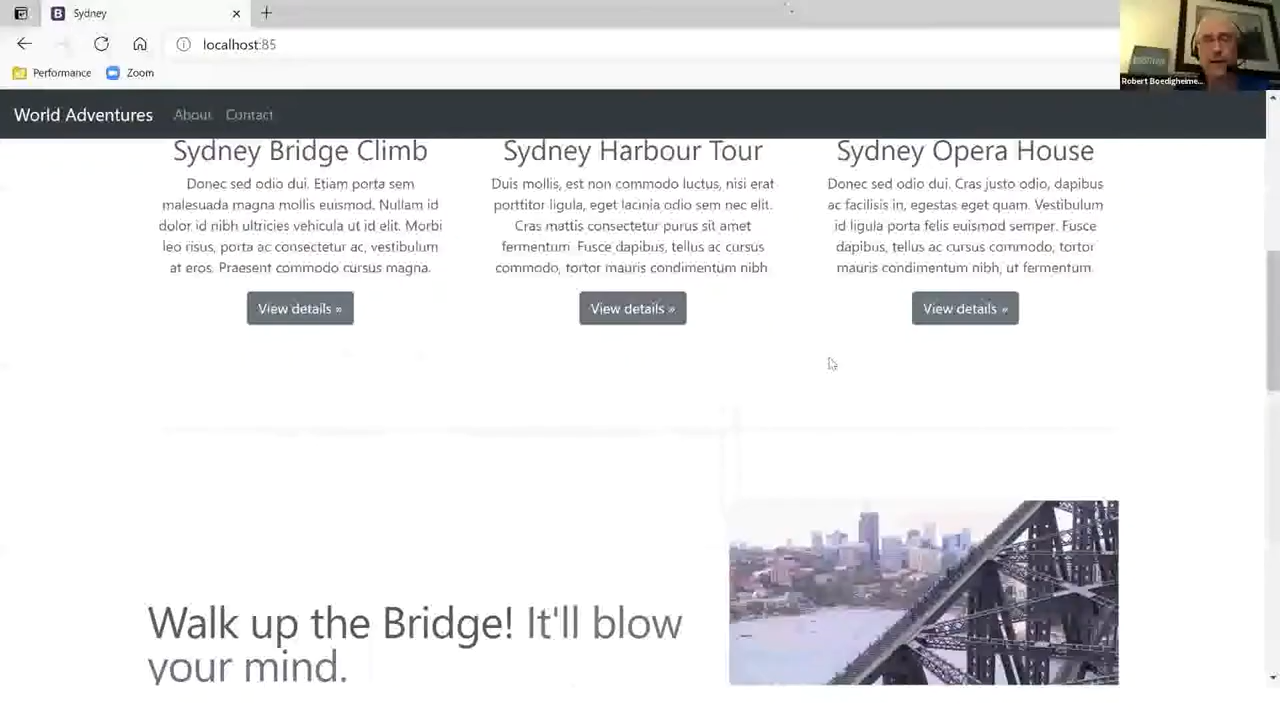 Sydney
localhost:85
Performance Zoom
Robert Boedigheime...
World Adventures About Contact
Sydney Bridge Climb
Donec sed odio dui. Etiam porta sem
malesuada magna mollis euismod. Nullam id
dolor id nibh ultricies vehicula ut id elit. Morbi
leo risus, porta ac consectetur ac, vestibulum
at eros. Praesent commodo cursus magna.
View details »
Sydney Harbour Tour
Duis mollis, est non commodo luctus, nisi erat
porttitor ligula, eget lacinia odio sem nec elit.
Cras mattis consectetur purus sit amet
fermentum. Fusce dapibus, tellus ac cursus
commodo, tortor mauris condimentum nibh
View details »
Sydney Opera House
Donec sed odio dui. Cras justo odio, dapibus
ac facilisis in, egestas eget quam. Vestibulum
id ligula porta felis euismod semper. Fusce
dapibus, tellus ac cursus commodo, tortor
mauris condimentum nibh, ut fermentum.
View details »
Walk up the Bridge! It'll blow
your mind.